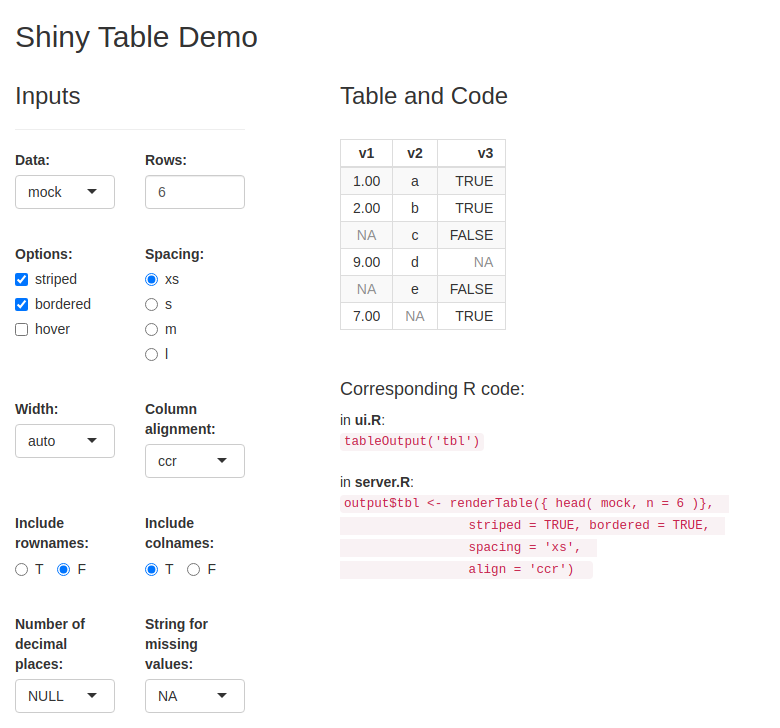 Shiny Table Demo
Inputs
Data:
Rows:
mock
6
Options:
Spacing:
striped
xs
bordered
s
hover
m
l
Width:
Column
alignment:
auto
ccr
Include
rownames:
Include
colnames:
T F
T F
Number of
decimal
places:
String for
missing
values:
NULL
NA
Table and Code
v1 v2 v3
1.00 a TRUE
2.00 b TRUE
NA c FALSE
9.00 d NA
NA e FALSE
7.00 NA TRUE
Corresponding R code:
in ui.R:
tableOutput('tbl')
in server.R:
output$tbl <- renderTable({ head( mock, n = 6 )},
striped = TRUE, bordered = TRUE,
spacing = 'xs',
align = 'ccr')